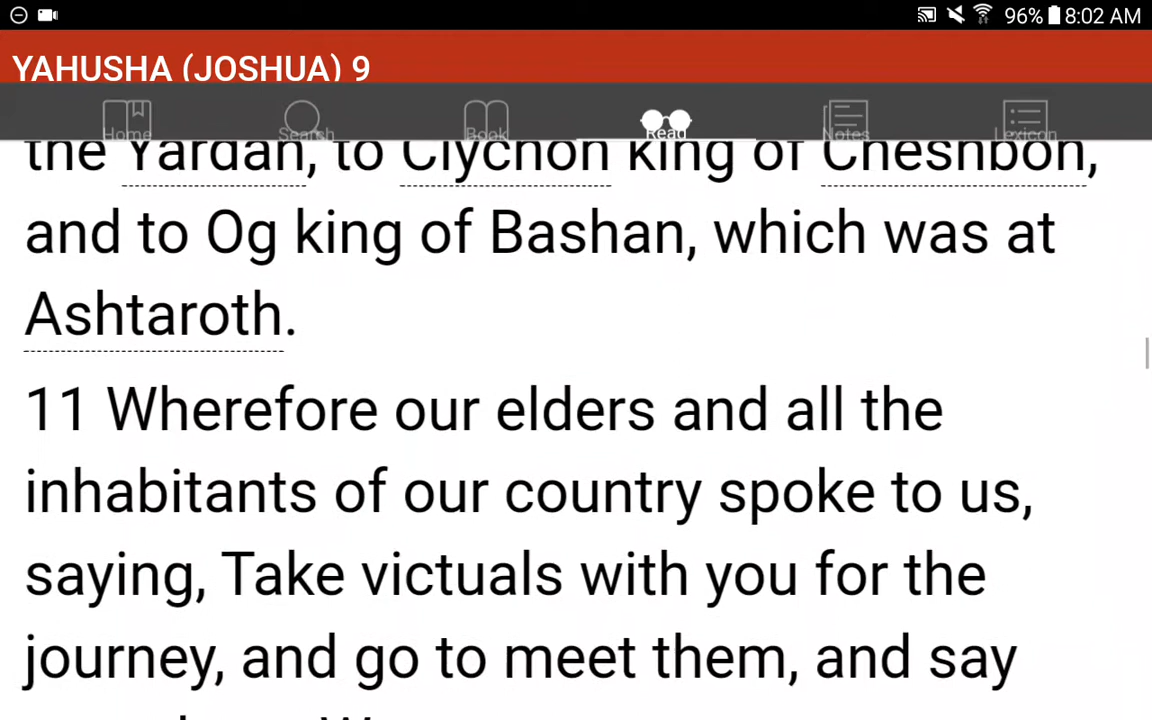 96% 8:02 AM
YAHUSHA (JOSHUA) 9
Home Search Book Read Notes Lexicon
the Yardan, to Ciychon king of Cheshbon,
and to Og king of Bashan, which was at
Ashtaroth.
11 Wherefore our elders and all the
inhabitants of our country spoke to us,
saying, Take victuals with you for the
journey, and go to meet them, and say